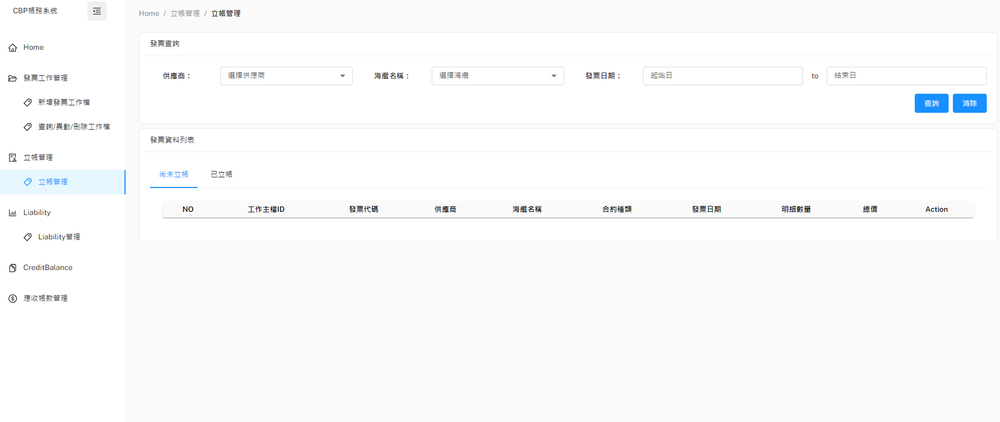 CBP帳務系統
Home
發票工作管理
新增發票工作檔
查詢/異動/刪除工作檔
立帳管理
立帳管理
Liability
Liability管理
CreditBalance
應收帳款管理
Home / 立帳管理 / 立帳管理
發票查詢
供應商： 選擇供應商 海纜名稱： 選擇海纜 發票日期： 起始日 to 結束日
查詢 清除
發票資料列表
尚未立帳 已立帳
NO 工作主檔ID 發票代碼 供應商 海纜名稱 合約種類 發票日期 明細數量 總價 Action